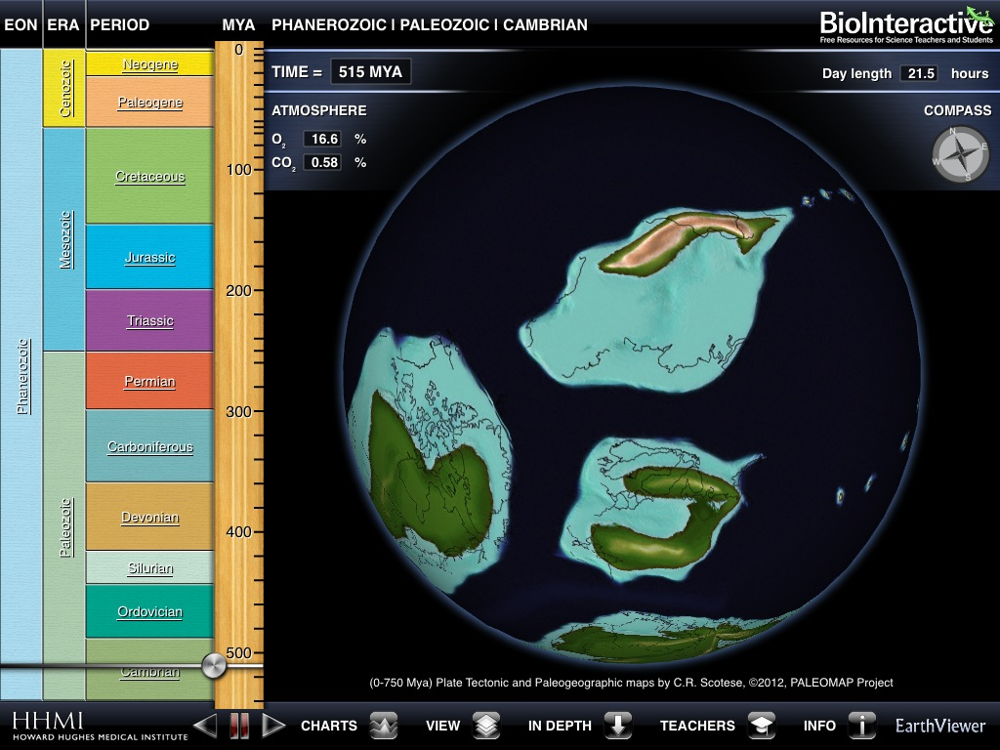 EON ERA PERIOD MYA PHANEROZOIC | PALEOZOIC | CAMBRIAN
BioInteractive
Free Resources for Science Teachers and Students
TIME = 515 MYA
Day length 21.5 hours
ATMOSPHERE
COMPASS
O2 16.6 %
CO2 0.58 %
N
E
W
S
Phanerozoic
Cenozoic
Mesozoic
Paleozoic
Neogene
Paleogene
Cretaceous
Jurassic
Triassic
Permian
Carboniferous
Devonian
Silurian
Ordovician
Cambrian
0
100
200
300
400
500
(0-750 Mya) Plate Tectonic and Paleogeographic maps by C.R. Scotese, ©2012, PALEOMAP Project
HHMI
HOWARD HUGHES MEDICAL INSTITUTE
CHARTS VIEW IN DEPTH TEACHERS INFO i EarthViewer